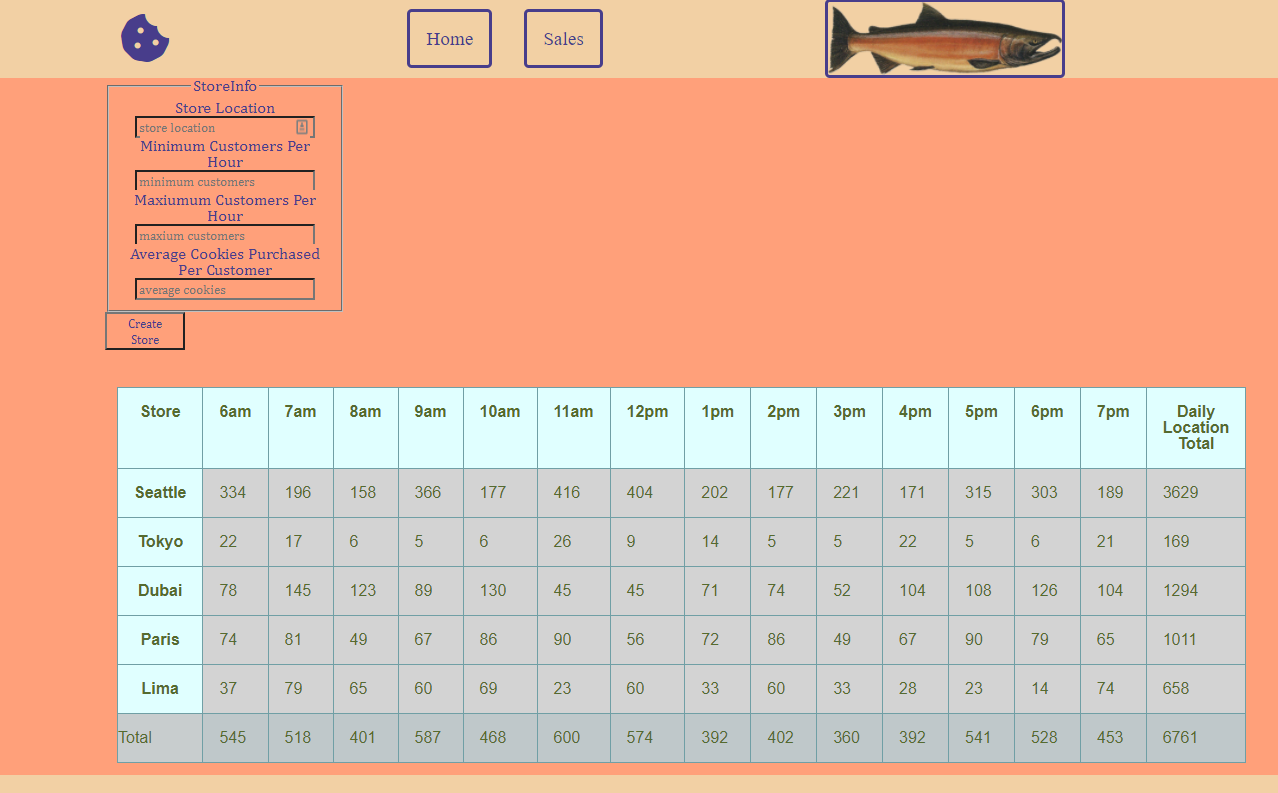 Home Sales
StoreInfo
Store Location
store location
Minimum Customers Per
Hour
minimum customers
Maxiumum Customers Per
Hour
maxium customers
Average Cookies Purchased
Per Customer
average cookies
Create
Store
Store 6am 7am 8am 9am 10am 11am 12pm 1pm 2pm 3pm 4pm 5pm 6pm 7pm Daily
Location
Total
Seattle 334 196 158 366 177 416 404 202 177 221 171 315 303 189 3629
Tokyo 22 17 6 5 6 26 9 14 5 5 22 5 6 21 169
Dubai 78 145 123 89 130 45 45 71 74 52 104 108 126 104 1294
Paris 74 81 49 67 86 90 56 72 86 49 67 90 79 65 1011
Lima 37 79 65 60 69 23 60 33 60 33 28 23 14 74 658
Total 545 518 401 587 468 600 574 392 402 360 392 541 528 453 6761